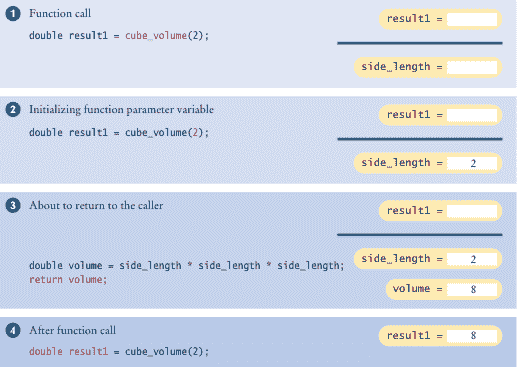 1 Function call
result1 =
double result1 = cube_volume(2);
side_length =
2 Initializing function parameter variable
result1 =
double result1 = cube_volume(2);
side_length = 2
3 About to return to the caller
result1 =
double volume = side_length * side_length * side_length;
side_length = 2
return volume;
volume = 8
4 After function call
result1 = 8
double result1 = cube_volume(2);